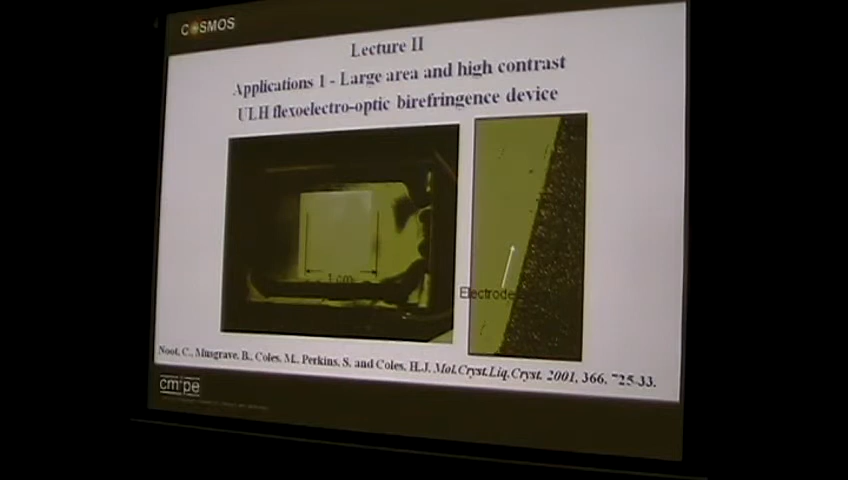 COSMOS
Lecture II
Applications 1 - Large area and high contrast
ULH flexoelectro-optic birefringence device
1 cm
Electrode
Noot, C., Musgrave, B., Coles, M., Perkins, S. and Coles, H.J. Mol.Cryst.Liq.Cryst. 2001, 366, 725-33.
cmmpe